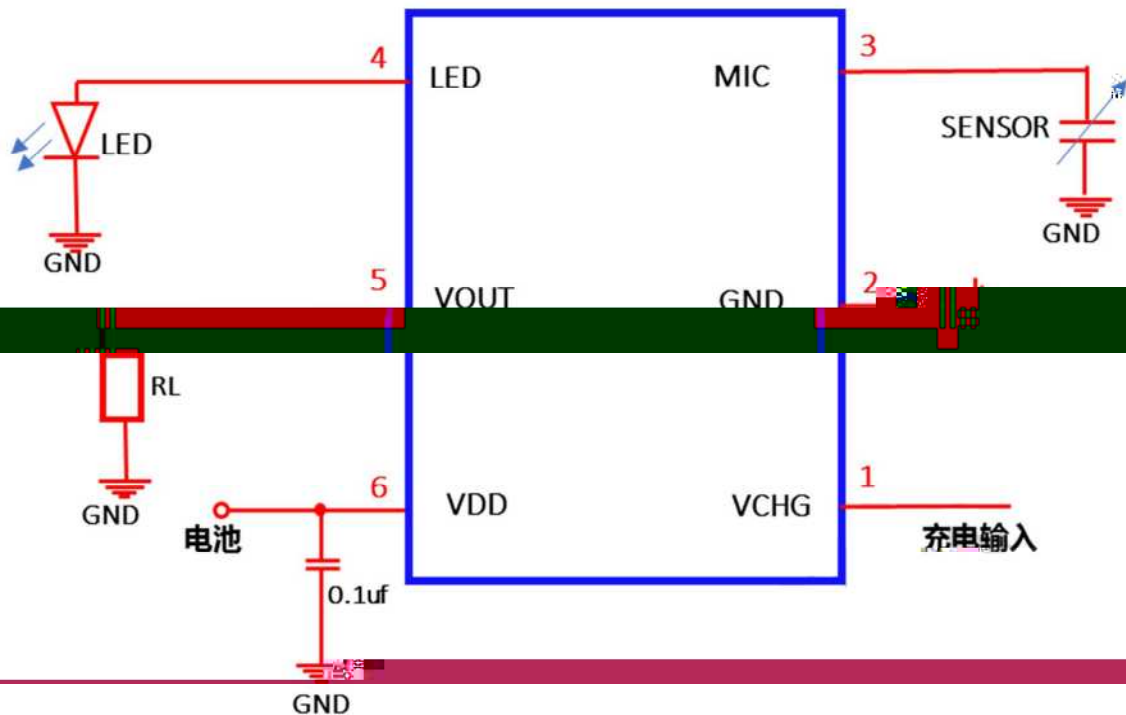 4
3
LED
MIC
LED
SENSOR
GND
GND
5
2
VOUT
GND
RL
GND
6
1
VDD
VCHG
电池
充电输入
0.1uf
GND